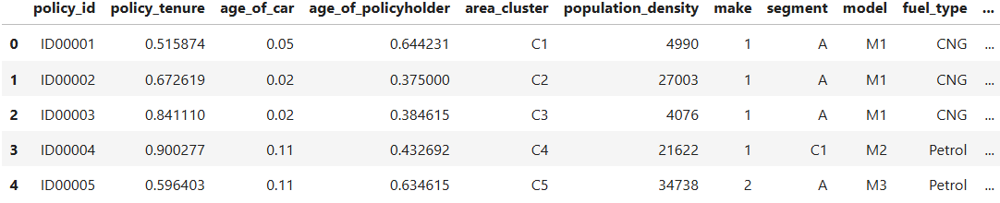 policy_id policy_tenure age_of_car age_of_policyholder area_cluster population_density make segment model fuel_type ...
0 ID00001 0.515874 0.05 0.644231 C1 4990 1 A M1 CNG ...
1 ID00002 0.672619 0.02 0.375000 C2 27003 1 A M1 CNG ...
2 ID00003 0.841110 0.02 0.384615 C3 4076 1 A M1 CNG ...
3 ID00004 0.900277 0.11 0.432692 C4 21622 1 C1 M2 Petrol ...
4 ID00005 0.596403 0.11 0.634615 C5 34738 2 A M3 Petrol ...